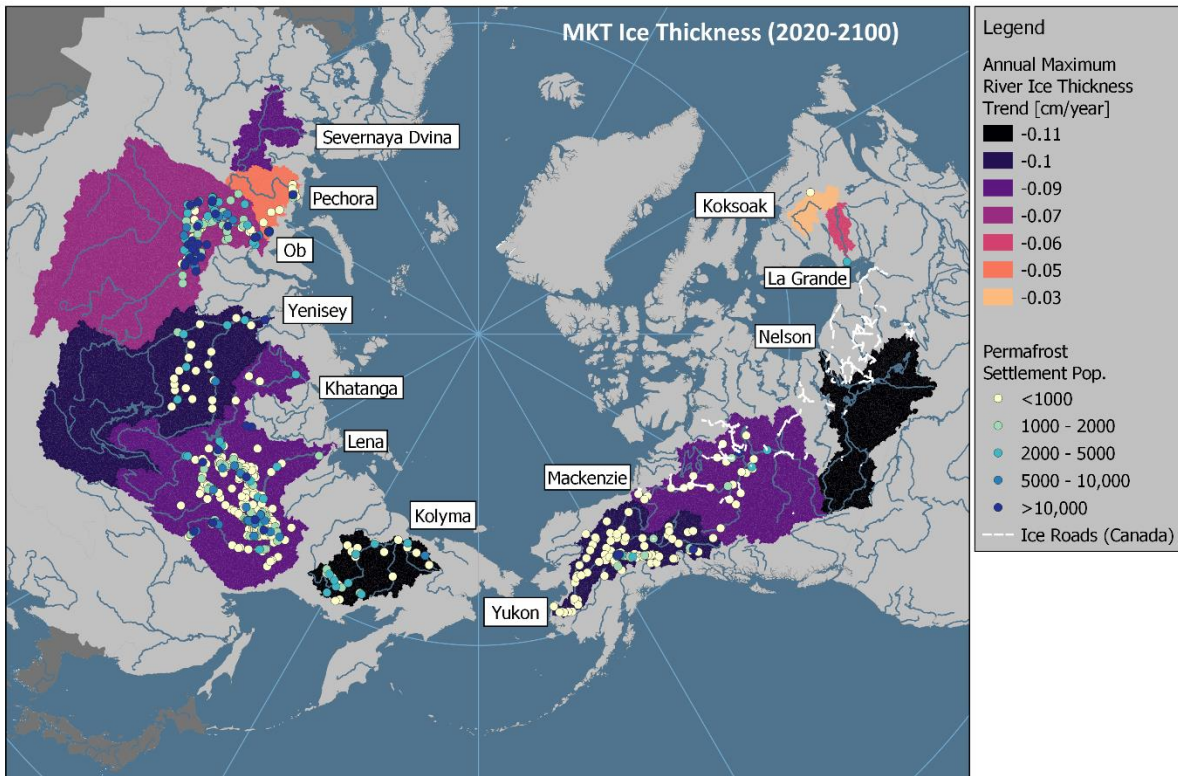 MKT Ice Thickness (2020-2100)
Severnaya Dvina
Pechora
Ob
Yenisey
Khatanga
Lena
Kolyma
Koksoak
La Grande
Nelson
Mackenzie
Yukon
Legend
Annual Maximum
River Ice Thickness
Trend [cm/year]
-0.11
-0.1
-0.09
-0.07
-0.06
-0.05
-0.03
Permafrost
Settlement Pop.
<1000
1000 - 2000
2000 - 5000
5000 - 10,000
>10,000
Ice Roads (Canada)